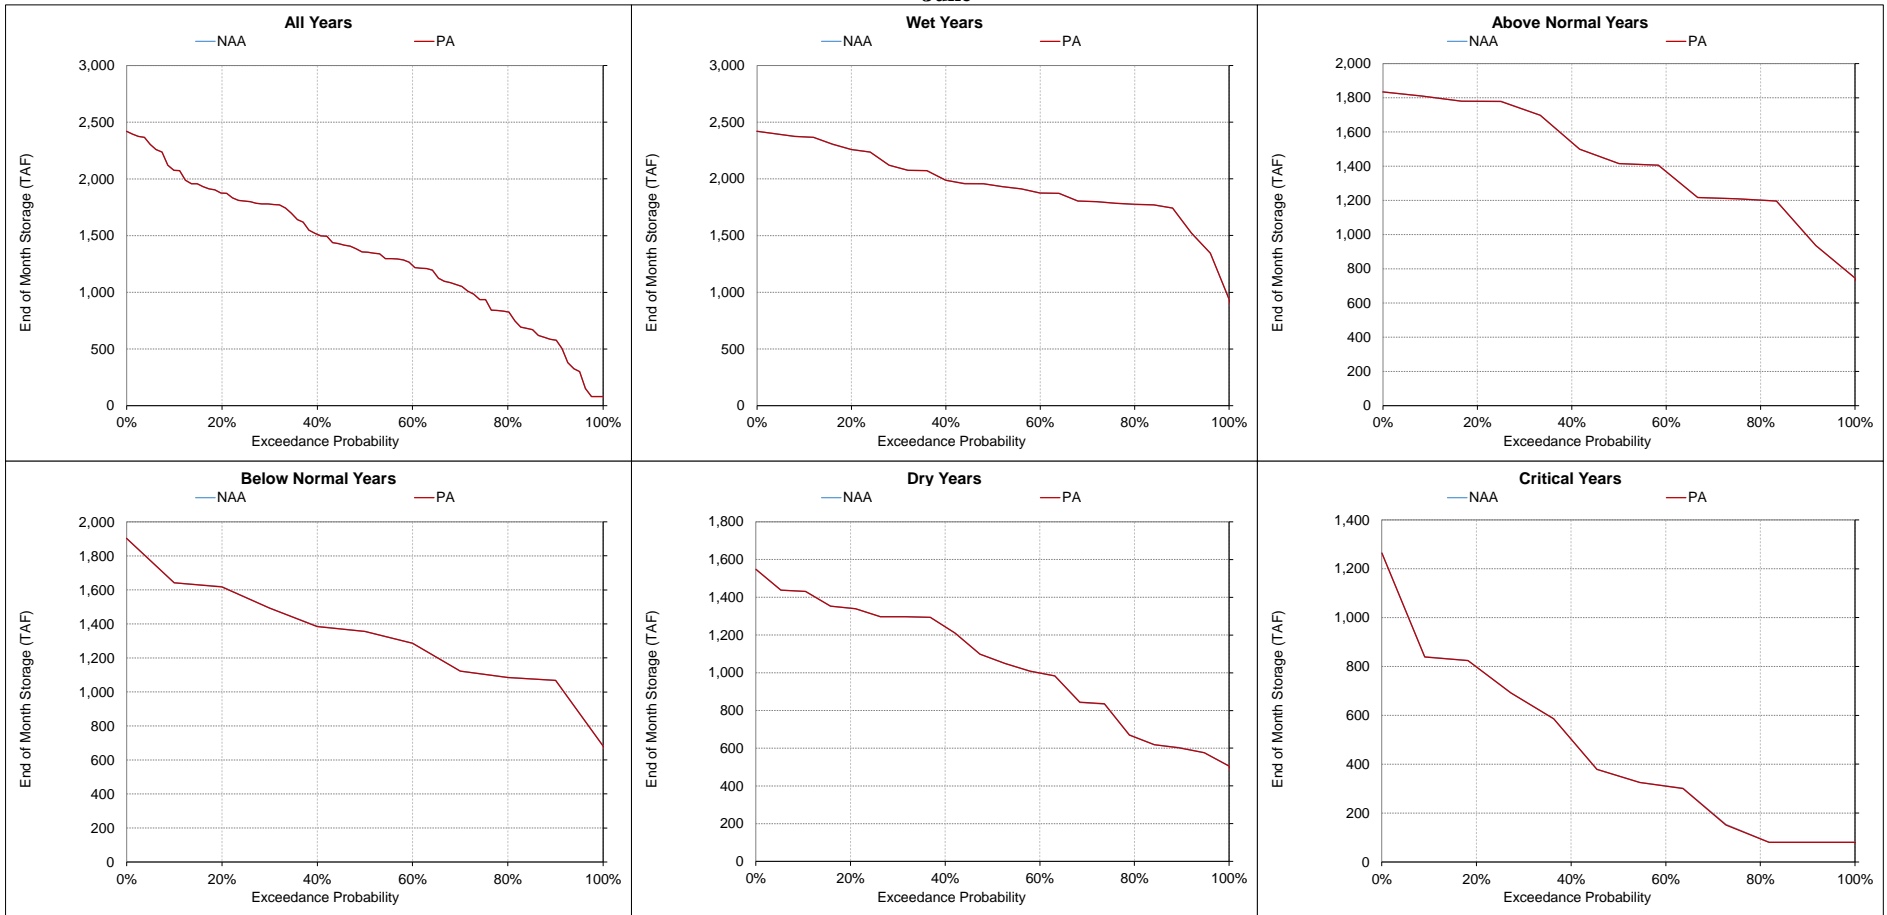 All Years
NAA PA
3,000
2,500
2,000
1,500
1,000
500
0
End of Month Storage (TAF)
0% 20% 40% 60% 80% 100%
Exceedance Probability
Wet Years
NAA PA
3,000
2,500
2,000
1,500
1,000
500
0
End of Month Storage (TAF)
0% 20% 40% 60% 80% 100%
Exceedance Probability
Above Normal Years
NAA PA
2,000
1,800
1,600
1,400
1,200
1,000
800
600
400
200
0
End of Month Storage (TAF)
0% 20% 40% 60% 80% 100%
Exceedance Probability
Below Normal Years
NAA PA
2,000
1,800
1,600
1,400
1,200
1,000
800
600
400
200
0
End of Month Storage (TAF)
0% 20% 40% 60% 80% 100%
Exceedance Probability
Dry Years
NAA PA
1,800
1,600
1,400
1,200
1,000
800
600
400
200
0
End of Month Storage (TAF)
0% 20% 40% 60% 80% 100%
Exceedance Probability
Critical Years
NAA PA
1,400
1,200
1,000
800
600
400
200
0
End of Month Storage (TAF)
0% 20% 40% 60% 80% 100%
Exceedance Probability